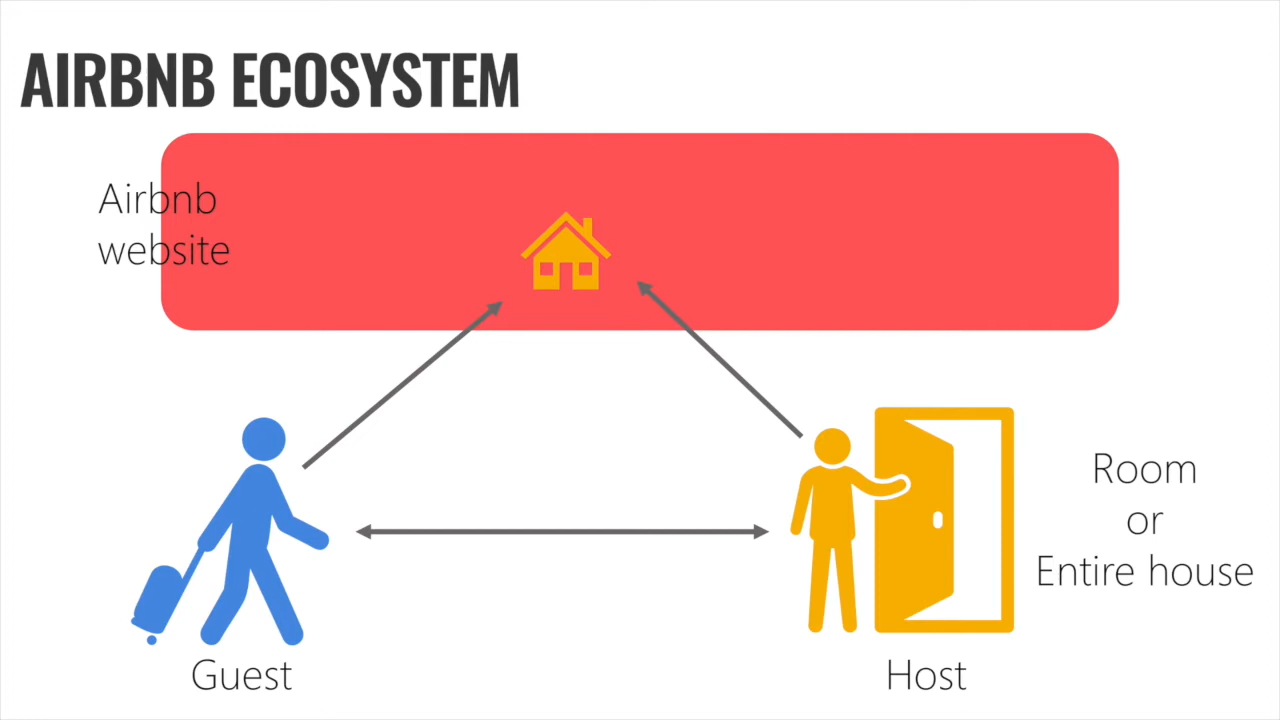 AIRBNB ECOSYSTEM
Airbnb
website
Room
or
Entire house
Guest
Host